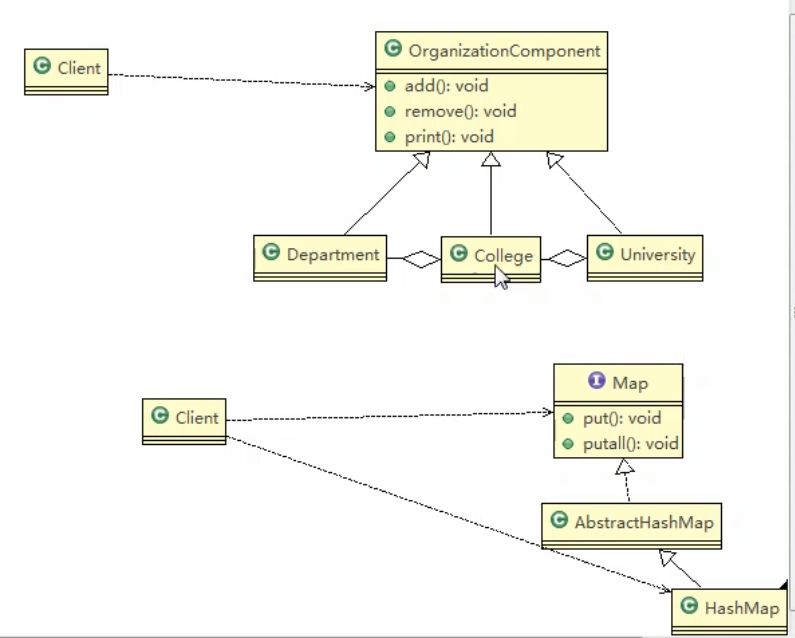 Client
OrganizationComponent
add(): void
remove(): void
print(): void
Department
College
University
Client
Map
put(): void
putall(): void
AbstractHashMap
HashMap